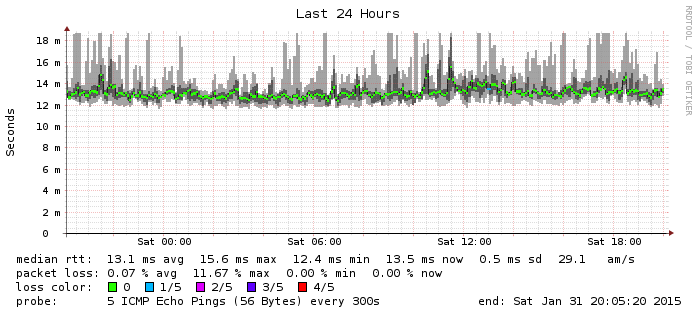 Last 24 Hours
RRDTOOL / TOBI OETIKER
Seconds
18 m
16 m
14 m
12 m
10 m
8 m
6 m
4 m
2 m
0
Sat 00:00 Sat 06:00 Sat 12:00 Sat 18:00
median rtt: 13.1 ms avg 15.6 ms max 12.4 ms min 13.5 ms now 0.5 ms sd 29.1 am/s
packet loss: 0.07 % avg 11.67 % max 0.00 % min 0.00 % now
loss color: 0 1/5 2/5 3/5 4/5
probe: 5 ICMP Echo Pings (56 Bytes) every 300s end: Sat Jan 31 20:05:20 2015